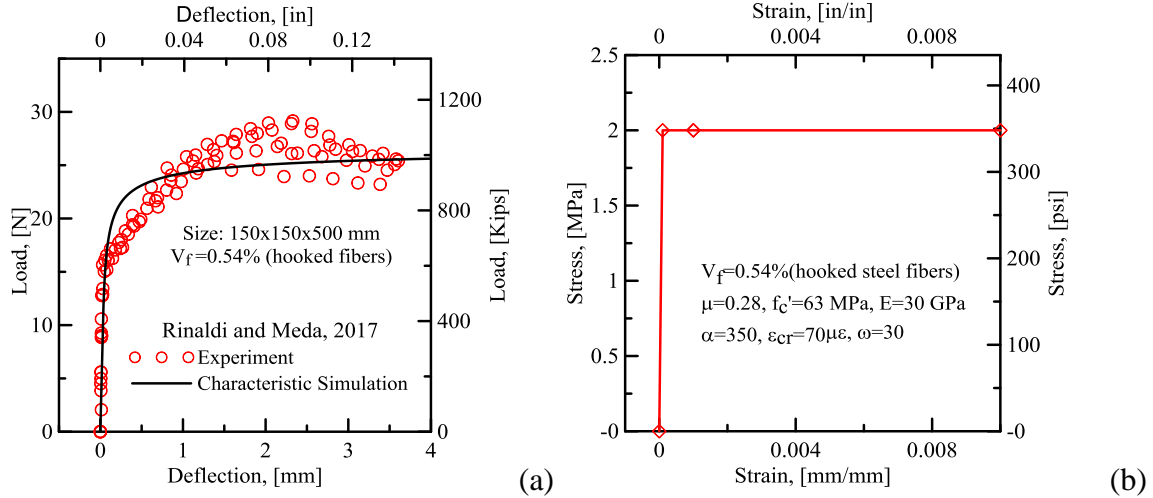 Deflection, [in]
0 0.04 0.08 0.12
30
20
10
0
Load, [N]
1200
800
400
0
Load, [Kips]
Size: 150x150x500 mm
Vf=0.54% (hooked fibers)
Rinaldi and Meda, 2017
Experiment
Characteristic Simulation
0 1 2 3 4
Deflection, [mm]
(a)
Strain, [in/in]
0 0.004 0.008
2.5
2
1.5
1
0.5
-0
Stress, [MPa]
400
300
200
100
-0
Stress, [psi]
Vf=0.54%(hooked steel fibers)
μ=0.28, fc'=63 MPa, E=30 GPa
α=350, εcr=70με, ω=30
0 0.004 0.008
Strain, [mm/mm]
(b)